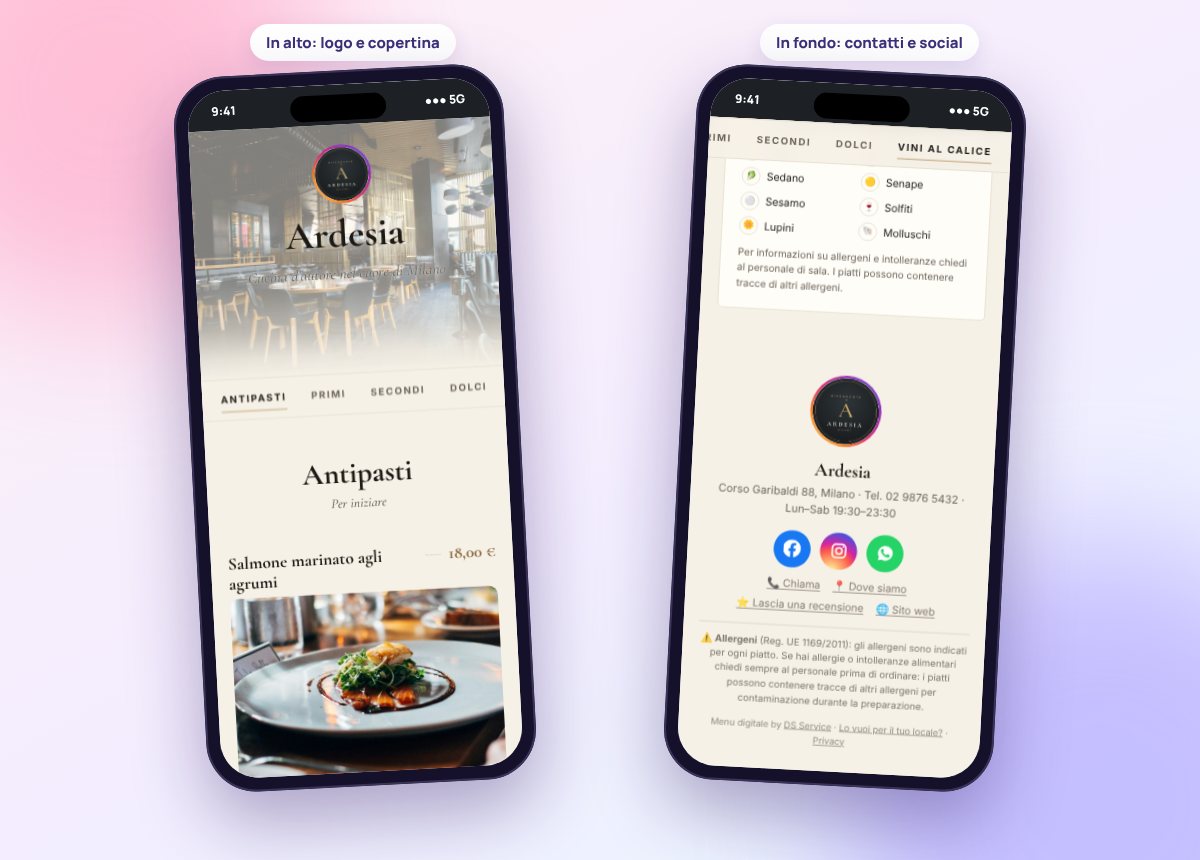 In alto: logo e copertina
In fondo: contatti e social
9:41
5G
A
ARDESIA
Ardesia
Cucina d'autore nel cuore di Milano
ANTIPASTI PRIMI SECONDI DOLCI
Antipasti
Per iniziare
Salmone marinato agli
agrumi
18,00 €
9:41
5G
RIMI SECONDI DOLCI VINI AL CALICE
Sedano Senape
Sesamo Solfiti
Lupini Molluschi
Per informazioni su allergeni e intolleranze chiedi
al personale di sala. I piatti possono contenere
tracce di altri allergeni.
A
ARDESIA
Ardesia
Corso Garibaldi 88, Milano · Tel. 02 9876 5432 ·
Lun–Sab 19:30–23:30
📞 Chiama 📍 Dove siamo
⭐ Lascia una recensione 🌐 Sito web
⚠️ Allergeni (Reg. UE 1169/2011): gli allergeni sono indicati
per ogni piatto. Se hai allergie o intolleranze alimentari
chiedi sempre al personale prima di ordinare: i piatti
possono contenere tracce di altri allergeni per
contaminazione durante la preparazione.
Menu digitale by DS Service · Lo vuoi per il tuo locale? ·
Privacy